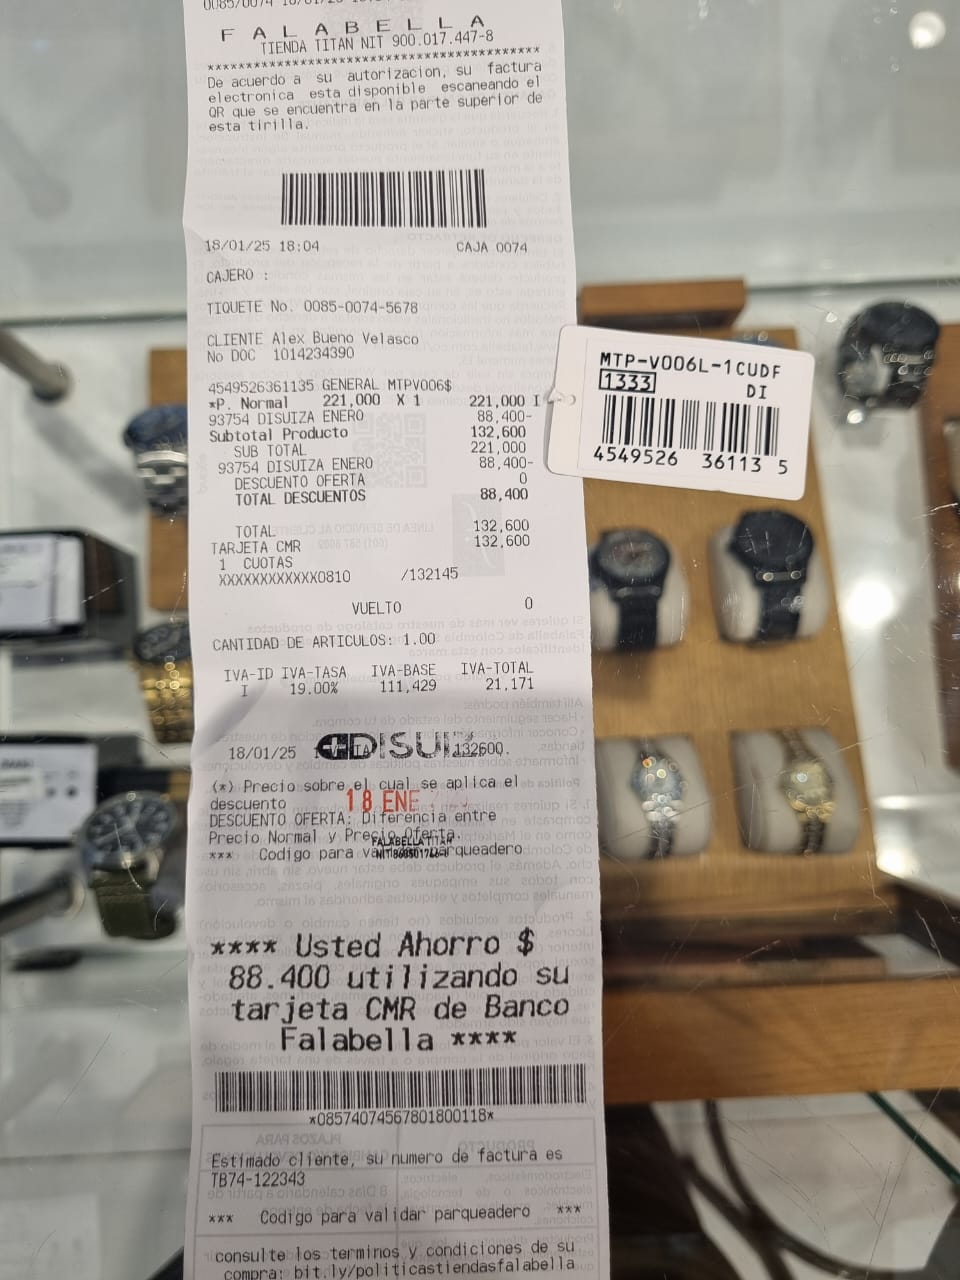 F A L A B E L L A
TIENDA TITAN NIT 900.017.447-8
******************************************
De acuerdo a su autorizacion, su factura
electronica esta disponible escaneando el
QR que se encuentra en la parte superior de
esta tirilla.
18/01/25 18:04 CAJA 0074
CAJERO :
TIQUETE No. 0085-0074-5678
CLIENTE Alex Bueno Velasco
No DOC 1014234390
4549526361135 GENERAL MTPV006$
*P. Normal 221,000 X 1 221,000 I
93754 DISUIZA ENERO 88,400-
Subtotal Producto 132,600
SUB TOTAL 221,000
93754 DISUIZA ENERO 88,400-
DESCUENTO OFERTA 0
TOTAL DESCUENTOS 88,400
TOTAL 132,600
TARJETA CMR 132,600
1 CUOTAS
XXXXXXXXXXXX0810 /132145
VUELTO 0
CANTIDAD DE ARTICULOS: 1.00
IVA-ID IVA-TASA IVA-BASE IVA-TOTAL
I 19.00% 111,429 21,171
18/01/25 132600.
DISUIZ
(*) Precio sobre el cual se aplica el
descuento
18 ENE
DESCUENTO OFERTA: Diferencia entre
Precio Normal y Precio Oferta.
FALABELLA TITAN
*** Codigo para parqueadero
**** Usted Ahorro $
88.400 utilizando su
tarjeta CMR de Banco
Falabella ****
*08574074567801800118*
Estimado cliente, su numero de factura es
TB74-122343
*** Codigo para validar parqueadero ***
consulte los terminos y condiciones de su
compra: bit.ly/politicastiendasfalabella
MTP-V006L-1CUDF
1333 DI
4549526 36113 5